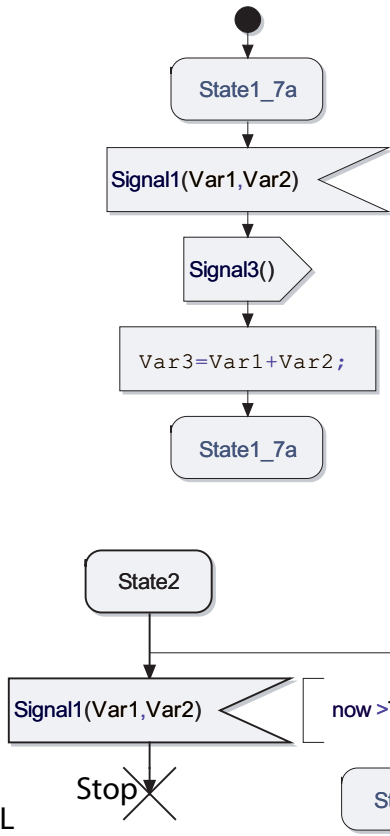 State1_7a
Signal1(Var1,Var2)
Signal3()
Var3=Var1+Var2;
State1_7a
State2
Signal1(Var1,Var2)
now >
Stop
L